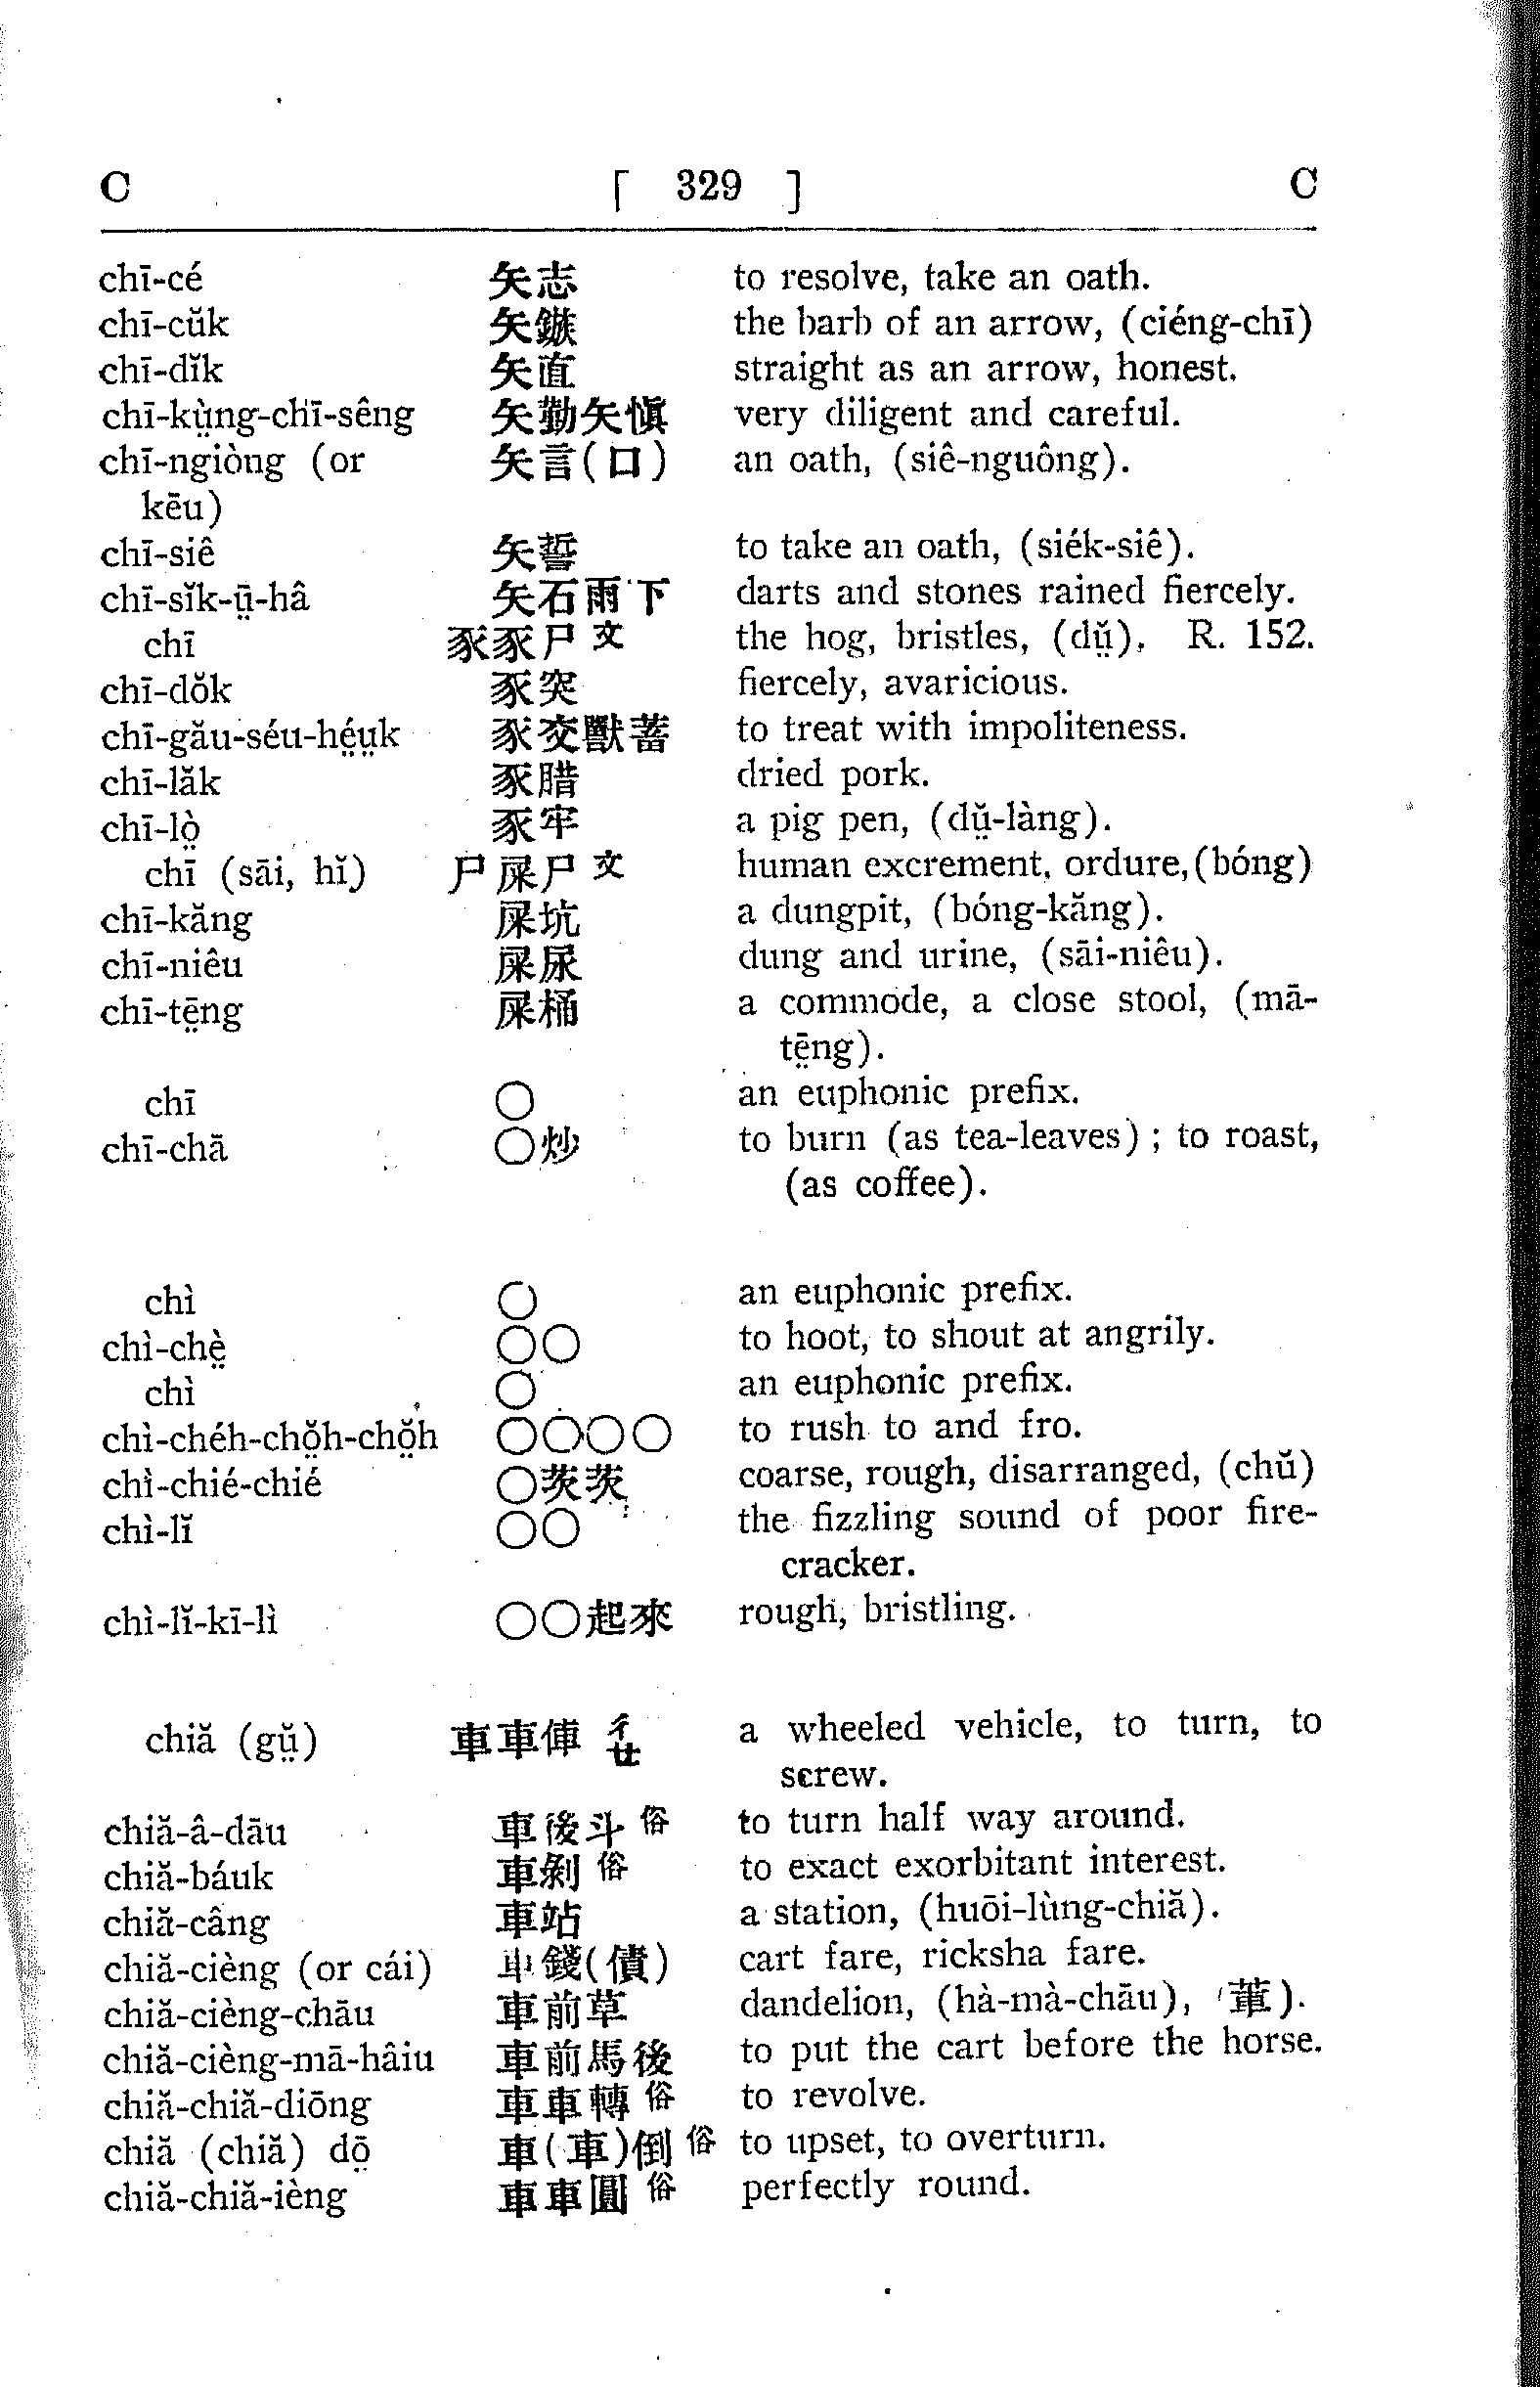 C [ 329 ] C
chī-cé 矢志 to resolve, take an oath.
chī-cŭk 矢鏃 the barb of an arrow, (ciéng-chī)
chī-dĭk 矢直 straight as an arrow, honest.
chī-kṳ̀ng-chī-sêng 矢勤矢愼 very diligent and careful.
chī-ngiòng (or 矢言(口) an oath, (siê-nguông).
kēu)
chī-siê 矢誓 to take an oath, (siék-siê).
chī-sĭk-ṳ̄-hâ 矢石雨下 darts and stones rained fiercely.
chī 豕豕尸文 the hog, bristles, (dṳ̆). R. 152.
chī-dŏk 豕突 fiercely, avaricious.
chī-gău-séu-hé̤ṳk 豕交獸蓄 to treat with impoliteness.
chī-lăk 豕腊 dried pork.
chī-lò̤ 豕牢 a pig pen, (dṳ̆-làng).
chī (sāi, hĭ) 尸屎尸文 human excrement, ordure,(bóng)
chī-kăng 屎坑 a dungpit, (bóng-kăng).
chī-niêu 屎尿 dung and urine, (sāi-niêu).
chī-tē̤ng 屎桶 a commode, a close stool, (mā-
tē̤ng).
chī ○ an euphonic prefix.
chī-chā ○炒 to burn (as tea-leaves) ; to roast,
(as coffee).
chì ○ an euphonic prefix.
chì-chè̤ ○○ to hoot, to shout at angrily.
chì ○ an euphonic prefix.
chì-chéh-chŏ̤h-chŏ̤h ○○○○ to rush to and fro.
chì-chié-chié ○茨茨 coarse, rough, disarranged, (chŭ)
chì-lĭ ○○ the fizzling sound of poor fire-
cracker.
chì-lĭ-kī-lì ○○起來 rough, bristling.
chiă (gṳ̆) 車車俥 a wheeled vehicle, to turn, to
screw.
chiă-â-dāu 車後斗俗 to turn half way around.
chiă-báuk 車剝俗 to exact exorbitant interest.
chiă-câng 車站 a station, (huōi-lùng-chiă).
chiă-cièng (or cái) 車錢(債) cart fare, ricksha fare.
chiă-cièng-chāu 車前草 dandelion, (hà-mà-chāu), ).
chiă-cièng-mā-hâiu 車前馬後 to put the cart before the horse.
chiă-chiă-diōng 車車轉俗 to revolve.
chiă (chiă) dō̤ 車(車)倒俗 to upset, to overturn.
chiă-chiă-ièng 車車圓俗 perfectly round.